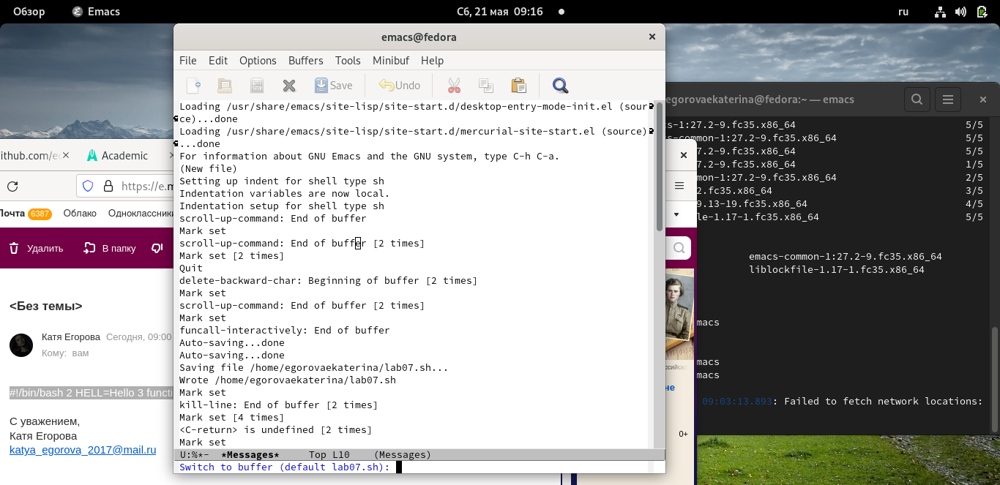 Обзор Emacs Сб, 21 мая 09:16 ru
emacs@fedora
File Edit Options Buffers Tools Minibuf Help
Save Undo
Loading /usr/share/emacs/site-lisp/site-start.d/desktop-entry-mode-init.el (sour
ce)...done
Loading /usr/share/emacs/site-lisp/site-start.d/mercurial-site-start.el (source)
...done
For information about GNU Emacs and the GNU system, type C-h C-a.
(New file)
Setting up indent for shell type sh
Indentation variables are now local.
Indentation setup for shell type sh
scroll-up-command: End of buffer
Mark set
scroll-up-command: End of buffer [2 times]
Mark set [2 times]
Quit
delete-backward-char: Beginning of buffer [2 times]
Mark set
scroll-up-command: End of buffer [2 times]
Mark set
funcall-interactively: End of buffer
Auto-saving...done
Auto-saving...done
Saving file /home/egorovaekaterina/lab07.sh...
Wrote /home/egorovaekaterina/lab07.sh
Mark set
kill-line: End of buffer [2 times]
Mark set [4 times]
<C-return> is undefined [2 times]
Mark set
U:%*- *Messages* Top L10 (Messages)
Switch to buffer (default lab07.sh):
ithub.com/e Academic
https://e.m
Почта 6387 Облако Одноклассники
Удалить В папку
<Без темы>
Катя Егорова Сегодня, 09:00
Кому: вам
#!/bin/bash 2 HELL=Hello 3 functi
С уважением,
Катя Егорова
katya_egorova_2017@mail.ru
egorovaekaterina@fedora:~ — emacs
s-1:27.2-9.fc35.x86_64 5/5
s-common-1:27.2-9.fc35.x86_64 5/5
7.2-9.fc35.x86_64 5/5
7.2-9.fc35.x86_64 1/5
mmon-1:27.2-9.fc35.x86_64 2/5
2.fc35.x86_64 3/5
9.13-19.fc35.x86_64 4/5
le-1.17-1.fc35.x86_64 5/5
emacs-common-1:27.2-9.fc35.x86_64
liblockfile-1.17-1.fc35.x86_64
macs
macs
macs
09:03:13.893: Failed to fetch network locations:
не
0+